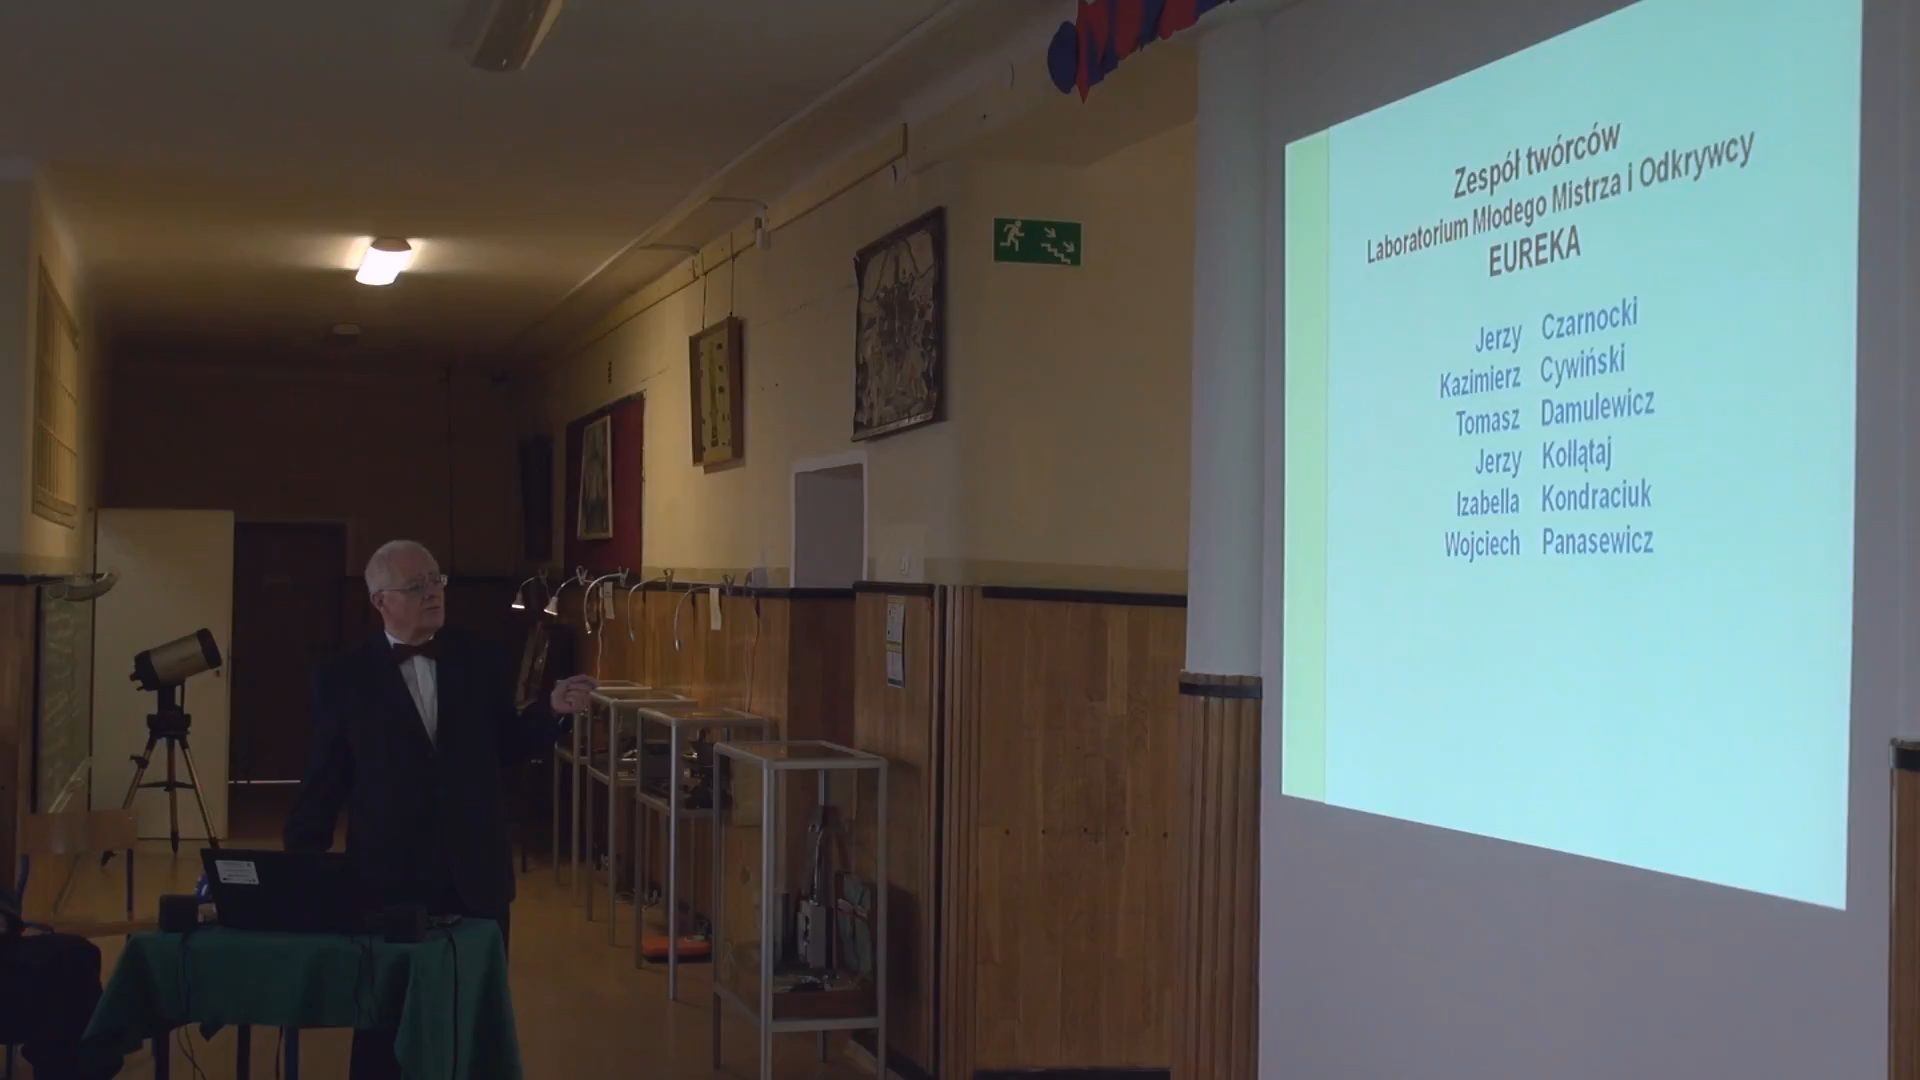 Zespół twórców
Laboratorium Młodego Mistrza i Odkrywcy
EUREKA
Jerzy Czarnocki
Kazimierz Cywiński
Tomasz Damulewicz
Jerzy Kołłątaj
Izabella Kondraciuk
Wojciech Panasewicz